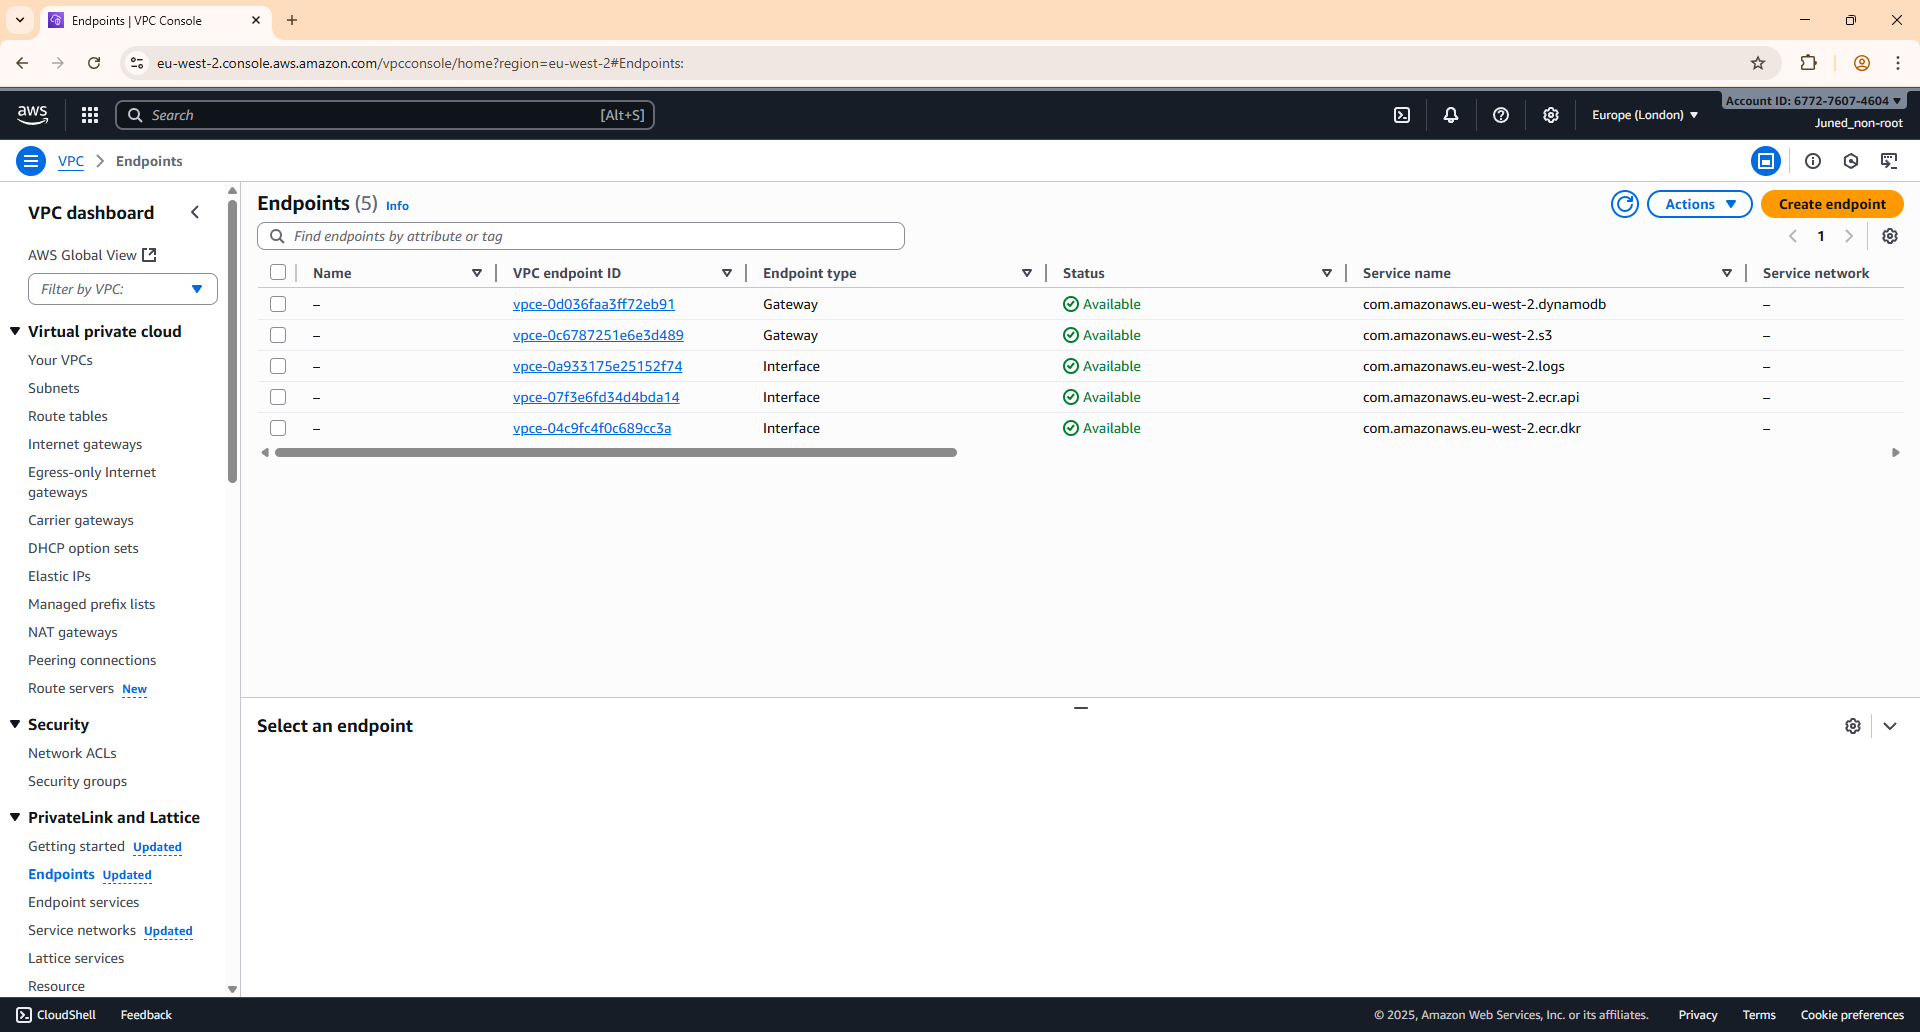 Endpoints | VPC Console
eu-west-2.console.aws.amazon.com/vpcconsole/home?region=eu-west-2#Endpoints:
aws
Search [Alt+S]
Europe (London)
Account ID: 6772-7607-4604
Juned_non-root
VPC > Endpoints
VPC dashboard
AWS Global View
Filter by VPC:
Virtual private cloud
Your VPCs
Subnets
Route tables
Internet gateways
Egress-only Internet
gateways
Carrier gateways
DHCP option sets
Elastic IPs
Managed prefix lists
NAT gateways
Peering connections
Route servers New
Security
Network ACLs
Security groups
PrivateLink and Lattice
Getting started Updated
Endpoints Updated
Endpoint services
Service networks Updated
Lattice services
Resource
Endpoints (5) Info
Actions
Create endpoint
Find endpoints by attribute or tag
1
Name VPC endpoint ID Endpoint type Status Service name Service network
– vpce-0d036faa3ff72eb91 Gateway Available com.amazonaws.eu-west-2.dynamodb –
– vpce-0c6787251e6e3d489 Gateway Available com.amazonaws.eu-west-2.s3 –
– vpce-0a933175e25152f74 Interface Available com.amazonaws.eu-west-2.logs –
– vpce-07f3e6fd34d4bda14 Interface Available com.amazonaws.eu-west-2.ecr.api –
– vpce-04c9fc4f0c689cc3a Interface Available com.amazonaws.eu-west-2.ecr.dkr –
Select an endpoint
CloudShell Feedback © 2025, Amazon Web Services, Inc. or its affiliates. Privacy Terms Cookie preferences